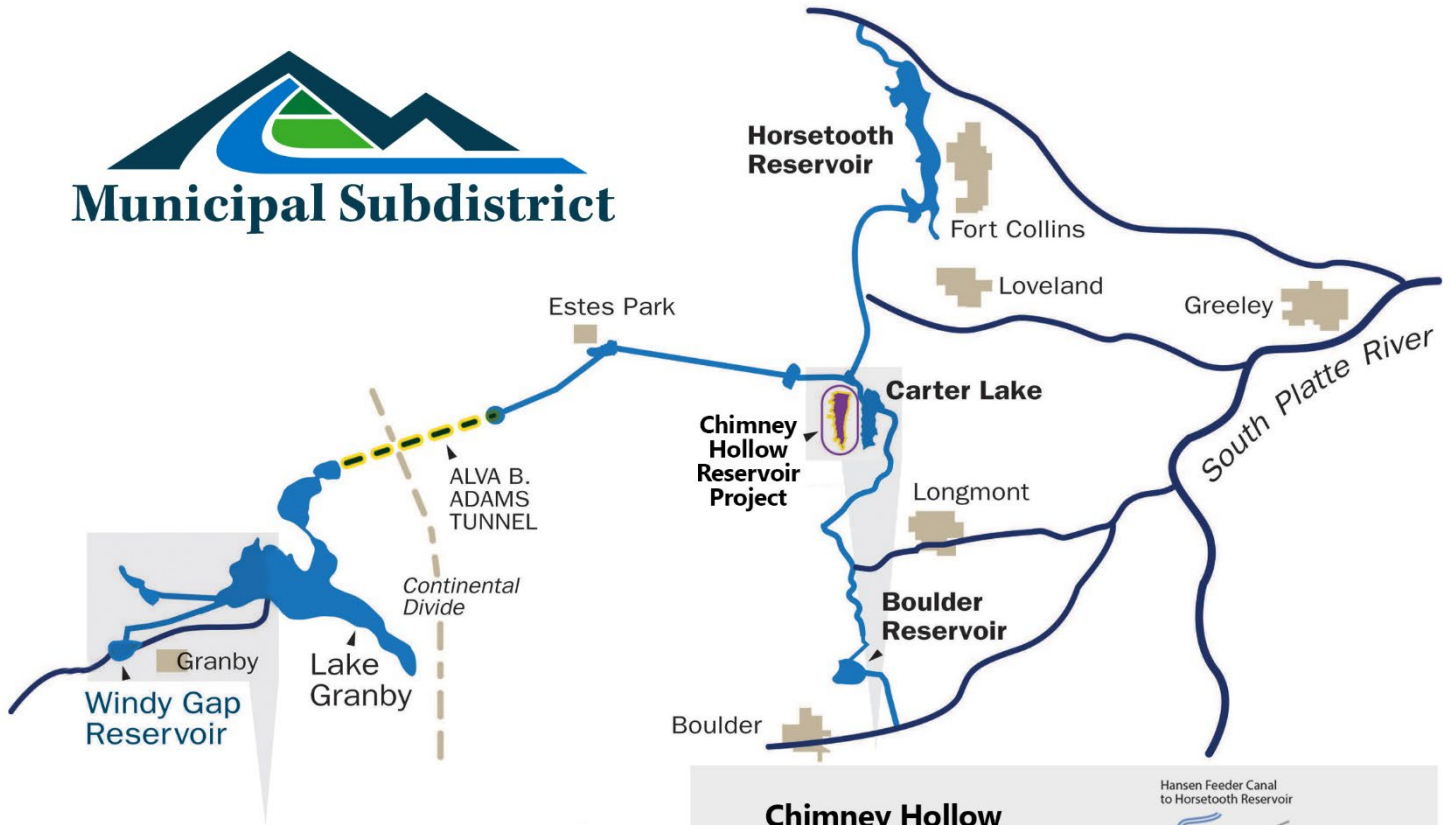 Municipal Subdistrict
Horsetooth
Reservoir
Fort Collins
Loveland
Greeley
Estes Park
South Platte River
Carter Lake
Chimney
Hollow
Reservoir
Project
ALVA B.
ADAMS
TUNNEL
Longmont
Continental
Divide
Boulder
Reservoir
Granby
Lake
Granby
Windy Gap
Reservoir
Boulder
Hansen Feeder Canal
to Horsetooth Reservoir
Chimney Hollow